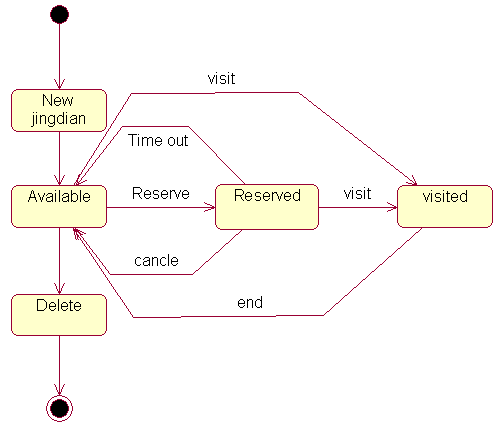 visit
New
jingdian
Time out
Available
Reserve
Reserved
visit
visited
cancle
end
Delete